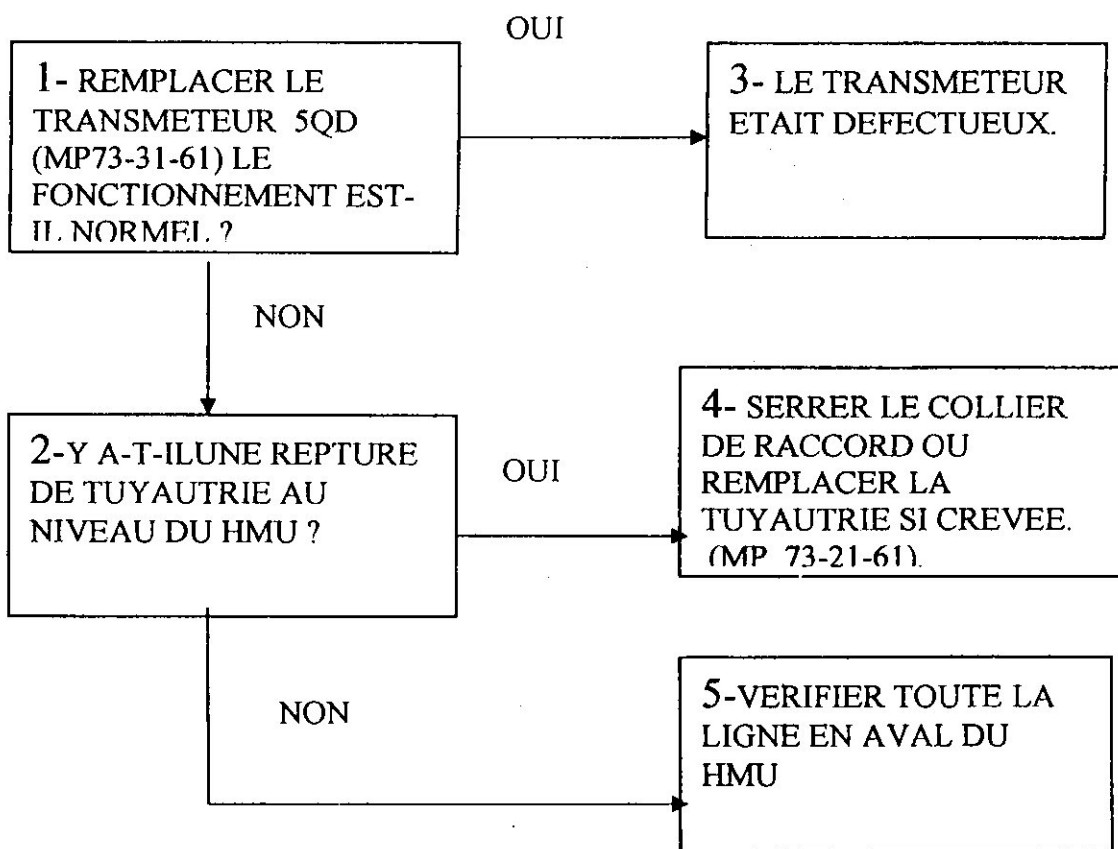 OUI
1- REMPLACER LE
TRANSMETEUR 5QD
(MP73-31-61) LE
FONCTIONNEMENT EST-
IL NORMEL ?
3- LE TRANSMETEUR
ETAIT DEFECTUEUX.
NON
2-Y A-T-ILUNE REPTURE
DE TUYAUTRIE AU
NIVEAU DU HMU ?
OUI
4- SERRER LE COLLIER
DE RACCORD OU
REMPLACER LA
TUYAUTRIE SI CREVEE.
(MP 73-21-61).
NON
5-VERIFIER TOUTE LA
LIGNE EN AVAL DU
HMU